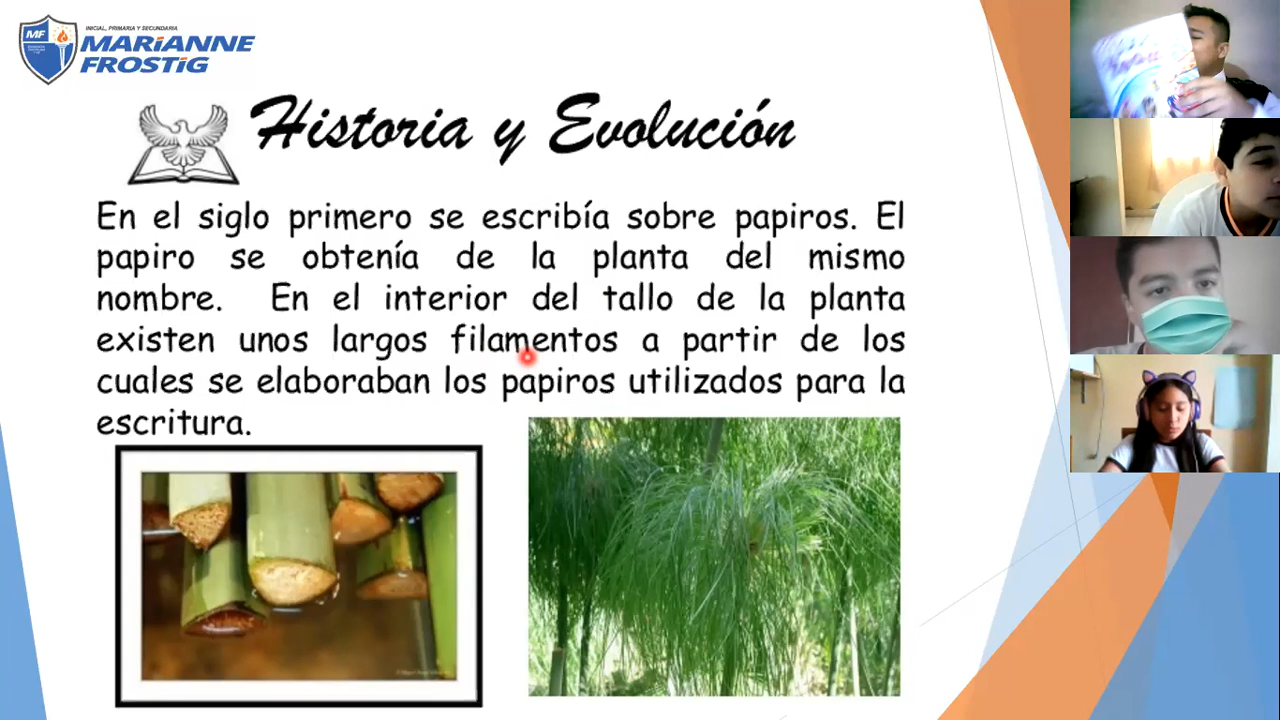 MF
INICIAL, PRIMARIA Y SECUNDARIA
MARIANNE
FROSTIG
Historia y Evolución
En el siglo primero se escribía sobre papiros. El
papiro se obtenía de la planta del mismo
nombre. En el interior del tallo de la planta
existen unos largos filamentos a partir de los
cuales se elaboraban los papiros utilizados para la
escritura.